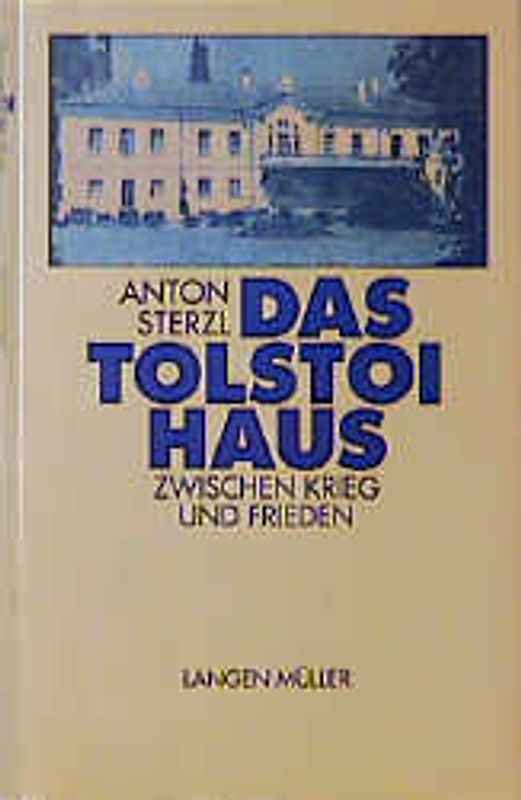 ANTON
STERZL
DAS
TOLSTOI
HAUS
ZWISCHEN KRIEG
UND FRIEDEN
LANGEN MÜLLER